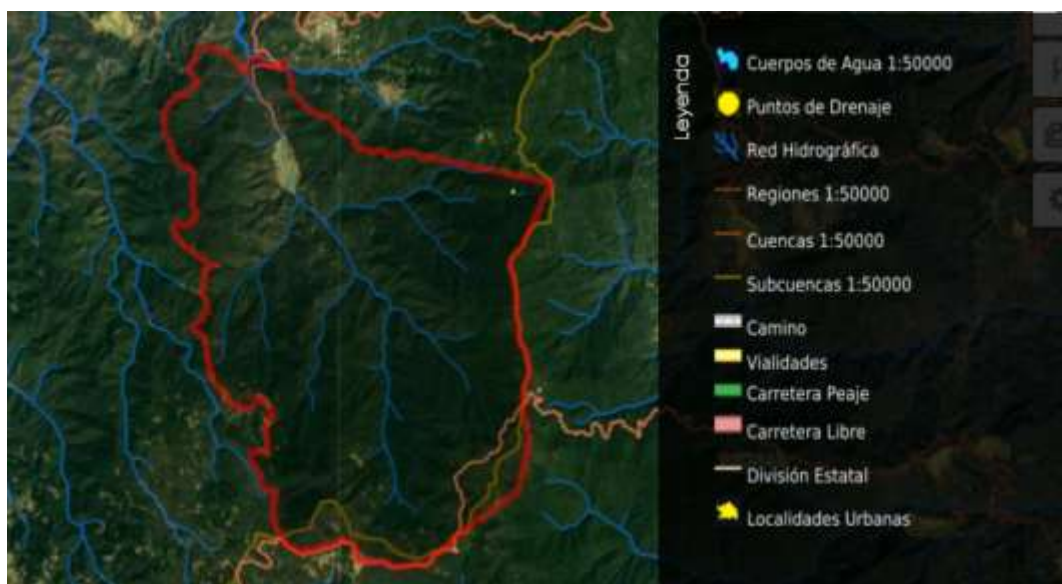 Leyenda
Cuerpos de Agua 1:50000
Puntos de Drenaje
Red Hidrográfica
Regiones 1:50000
Cuencas 1:50000
Subcuencas 1:50000
Camino
Vialidades
Carretera Peaje
Carretera Libre
División Estatal
Localidades Urbanas